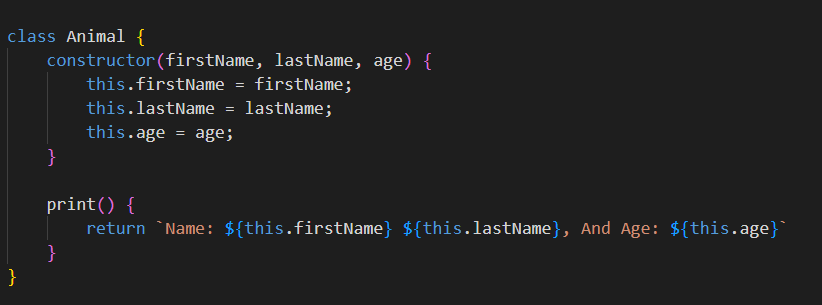 class Animal {
    constructor(firstName, lastName, age) {
        this.firstName = firstName;
        this.lastName = lastName;
        this.age = age;
    }

    print() {
        return `Name: ${this.firstName} ${this.lastName}, And Age: ${this.age}`
    }
}